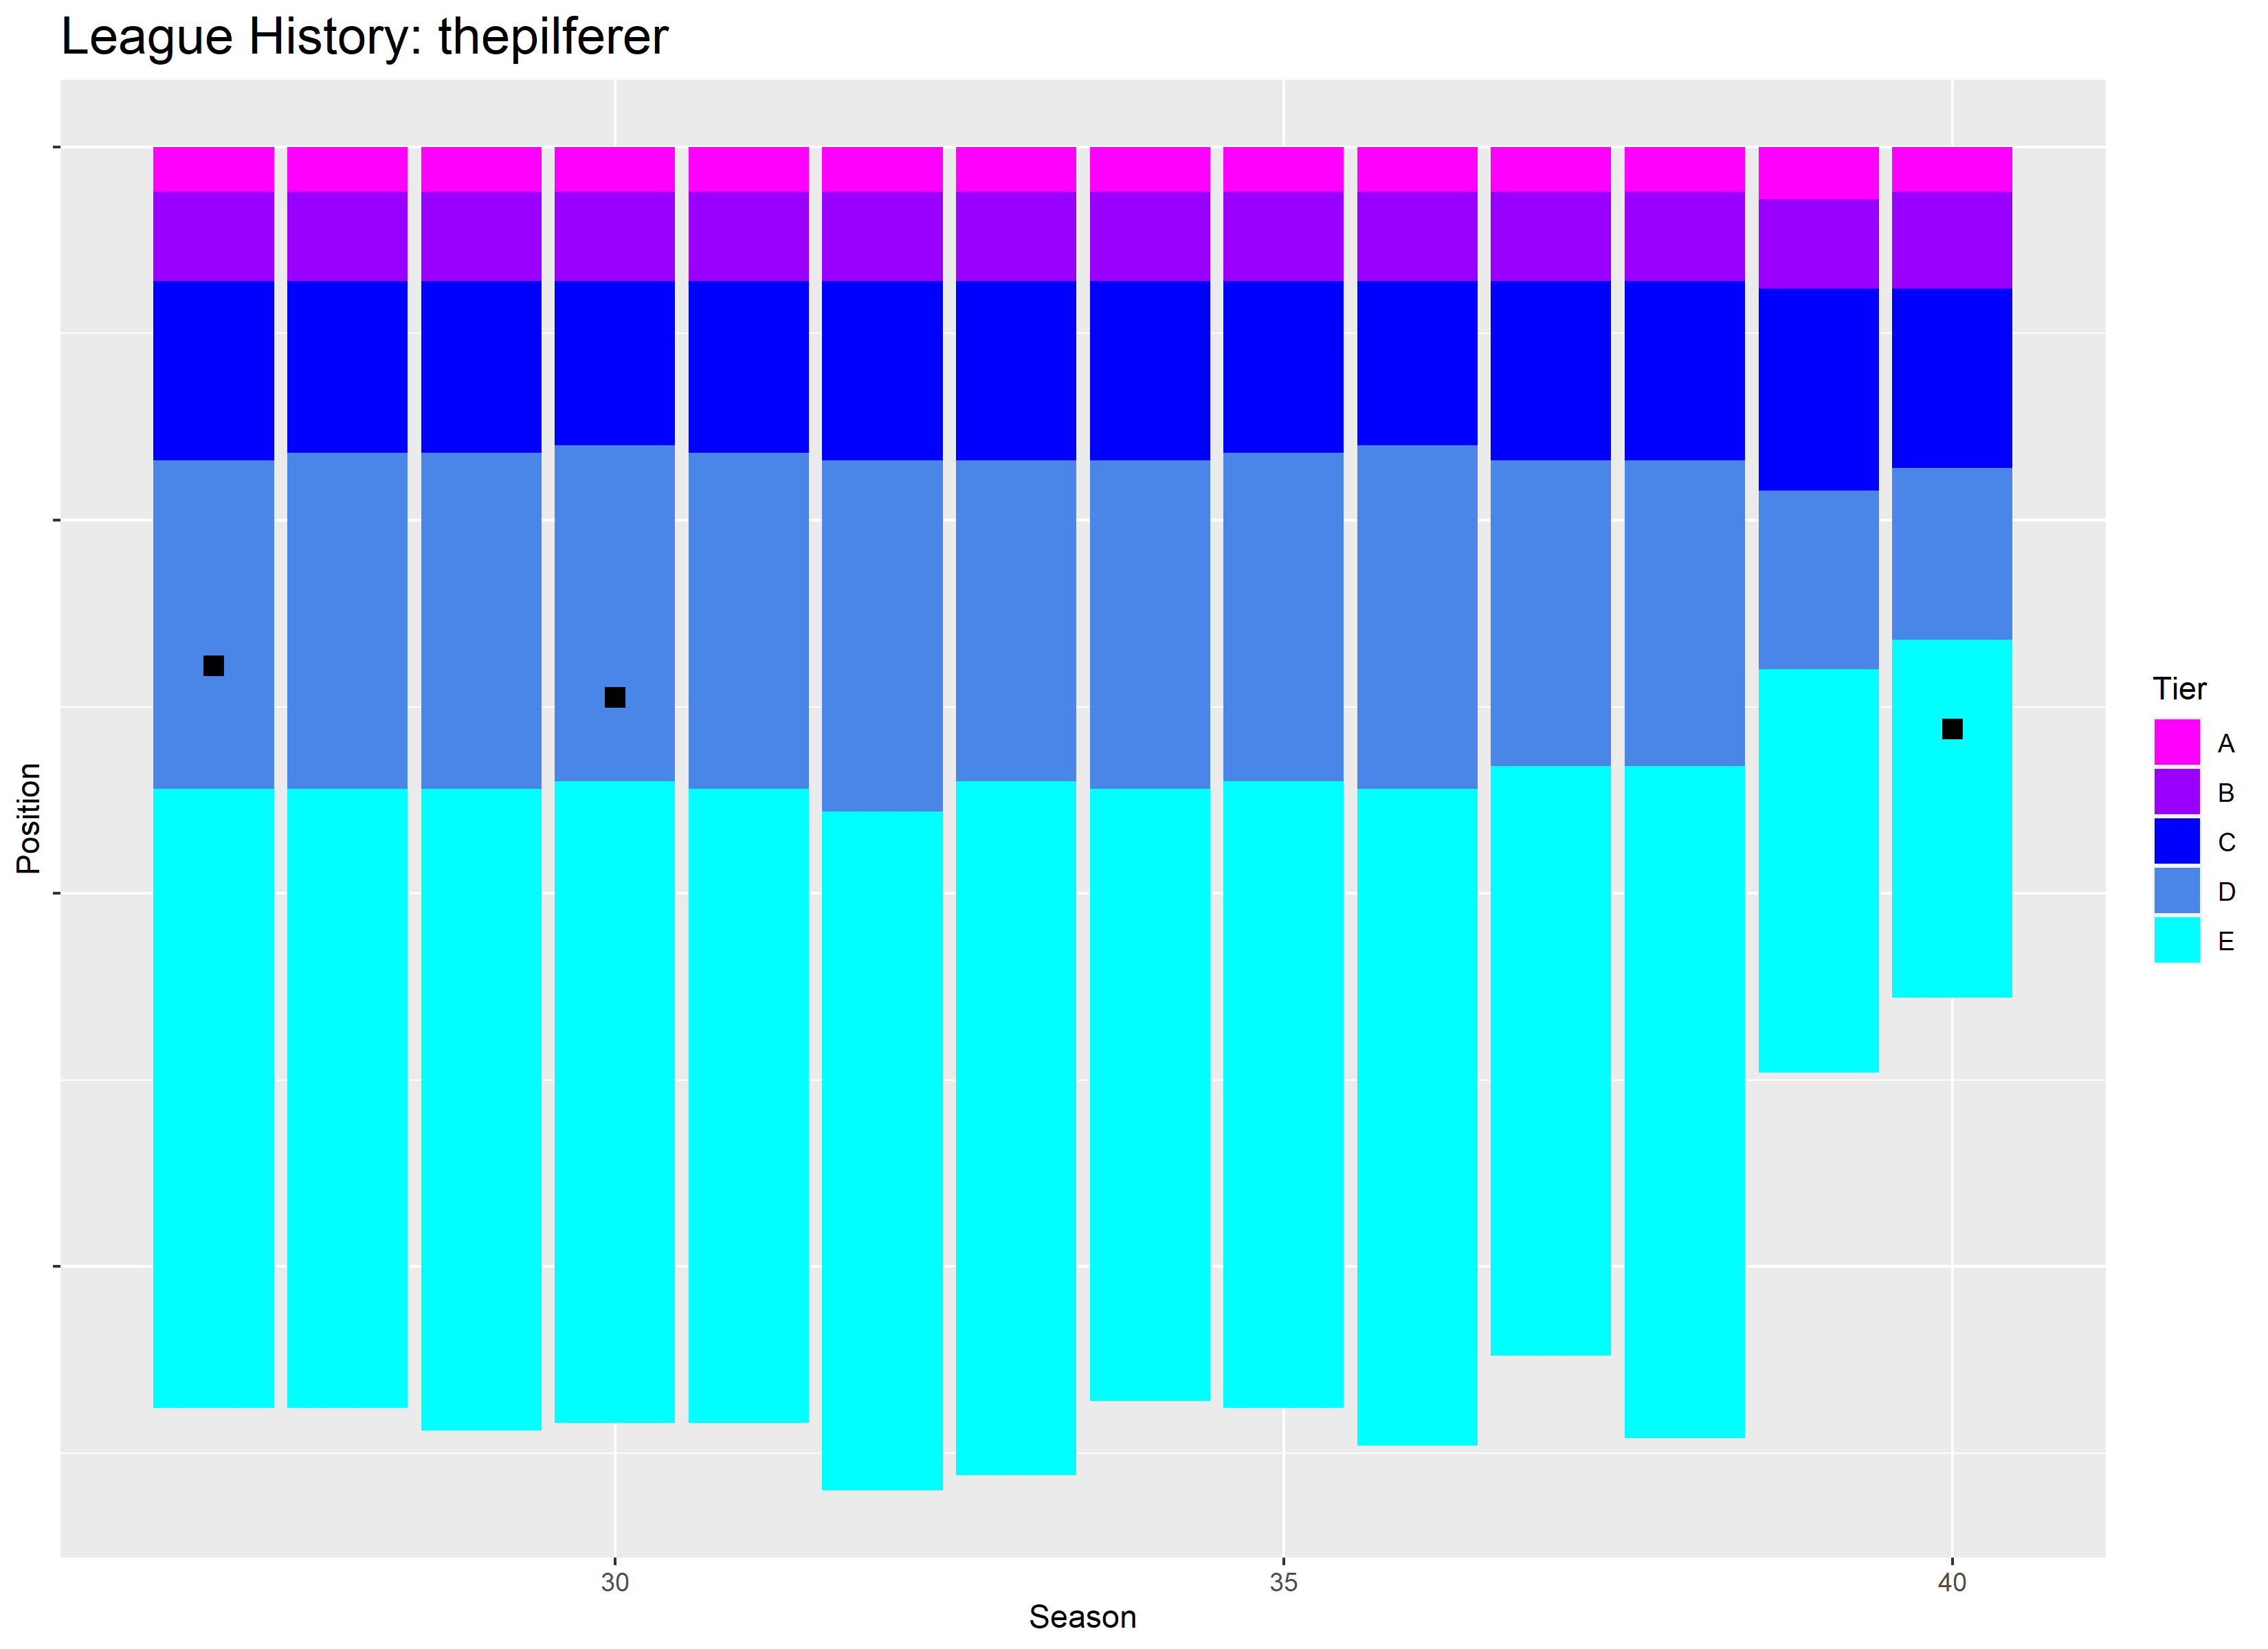 League History: thepilferer
Position
Tier
A
B
C
D
E
30 35 40
Season